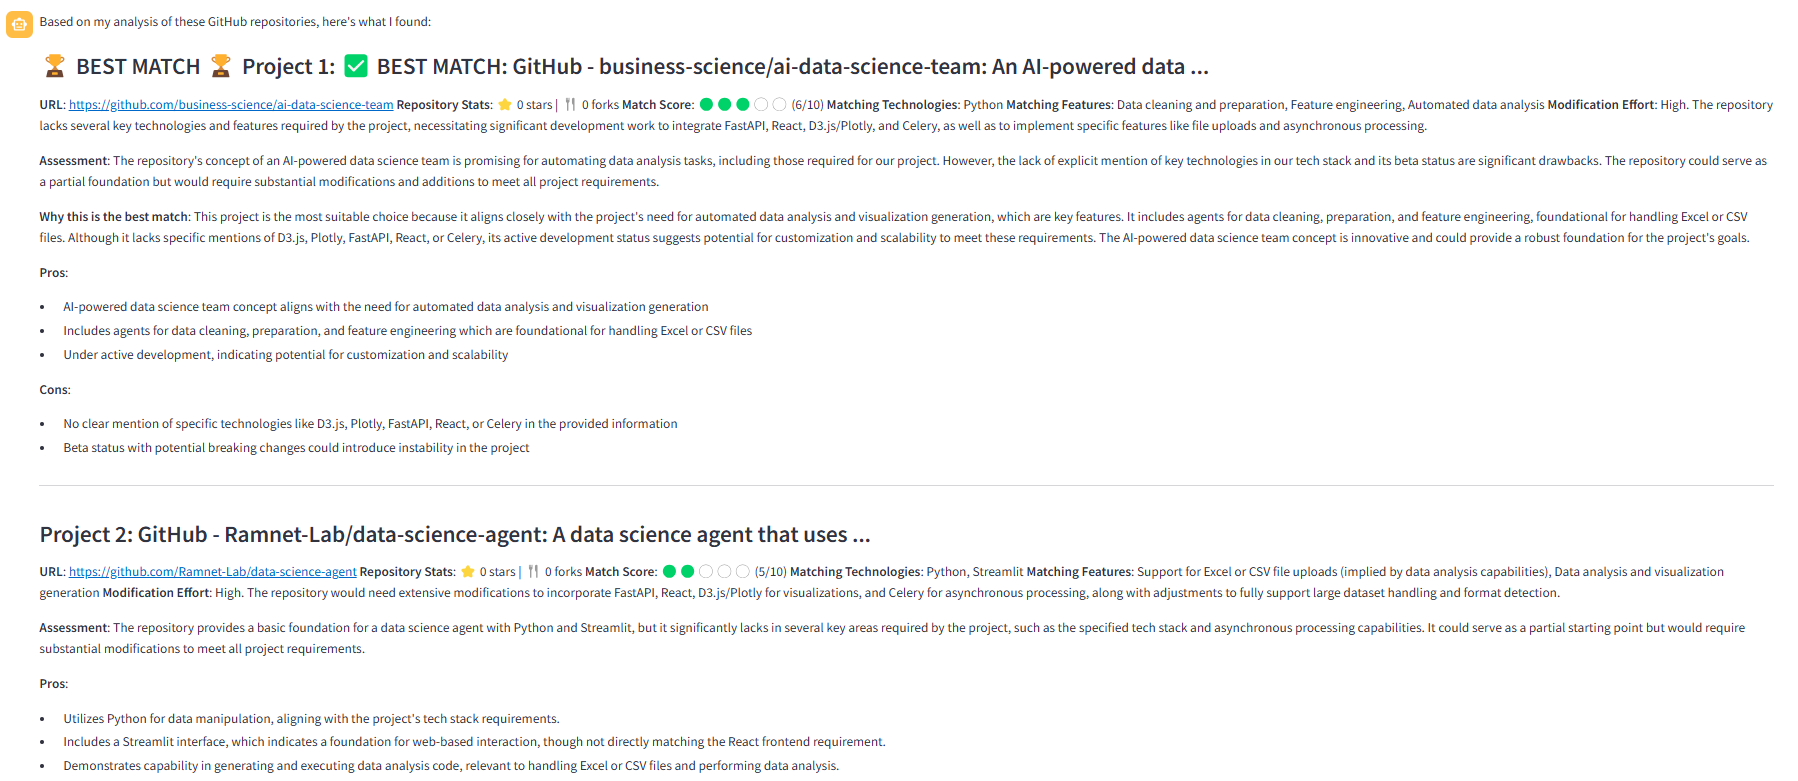 Based on my analysis of these GitHub repositories, here's what I found:
🏆 BEST MATCH 🏆 Project 1: ✅ BEST MATCH: GitHub - business-science/ai-data-science-team: An AI-powered data ...
URL: https://github.com/business-science/ai-data-science-team Repository Stats: ⭐ 0 stars | 🍴 0 forks Match Score: 🟢🟢🟢⚪⚪ (6/10) Matching Technologies: Python Matching Features: Data cleaning and preparation, Feature engineering, Automated data analysis Modification Effort: High. The repository
lacks several key technologies and features required by the project, necessitating significant development work to integrate FastAPI, React, D3.js/Plotly, and Celery, as well as to implement specific features like file uploads and asynchronous processing.
Assessment: The repository's concept of an AI-powered data science team is promising for automating data analysis tasks, including those required for our project. However, the lack of explicit mention of key technologies in our tech stack and its beta status are significant drawbacks. The repository could serve as
a partial foundation but would require substantial modifications and additions to meet all project requirements.
Why this is the best match: This project is the most suitable choice because it aligns closely with the project's need for automated data analysis and visualization generation, which are key features. It includes agents for data cleaning, preparation, and feature engineering, foundational for handling Excel or CSV
files. Although it lacks specific mentions of D3.js, Plotly, FastAPI, React, or Celery, its active development status suggests potential for customization and scalability to meet these requirements. The AI-powered data science team concept is innovative and could provide a robust foundation for the project's goals.
Pros:
• AI-powered data science team concept aligns with the need for automated data analysis and visualization generation
• Includes agents for data cleaning, preparation, and feature engineering which are foundational for handling Excel or CSV files
• Under active development, indicating potential for customization and scalability
Cons:
• No clear mention of specific technologies like D3.js, Plotly, FastAPI, React, or Celery in the provided information
• Beta status with potential breaking changes could introduce instability in the project
Project 2: GitHub - Ramnet-Lab/data-science-agent: A data science agent that uses ...
URL: https://github.com/Ramnet-Lab/data-science-agent Repository Stats: ⭐ 0 stars | 🍴 0 forks Match Score: 🟢🟢⚪⚪⚪ (5/10) Matching Technologies: Python, Streamlit Matching Features: Support for Excel or CSV file uploads (implied by data analysis capabilities), Data analysis and visualization
generation Modification Effort: High. The repository would need extensive modifications to incorporate FastAPI, React, D3.js/Plotly for visualizations, and Celery for asynchronous processing, along with adjustments to fully support large dataset handling and format detection.
Assessment: The repository provides a basic foundation for a data science agent with Python and Streamlit, but it significantly lacks in several key areas required by the project, such as the specified tech stack and asynchronous processing capabilities. It could serve as a partial starting point but would require
substantial modifications to meet all project requirements.
Pros:
• Utilizes Python for data manipulation, aligning with the project's tech stack requirements.
• Includes a Streamlit interface, which indicates a foundation for web-based interaction, though not directly matching the React frontend requirement.
• Demonstrates capability in generating and executing data analysis code, relevant to handling Excel or CSV files and performing data analysis.